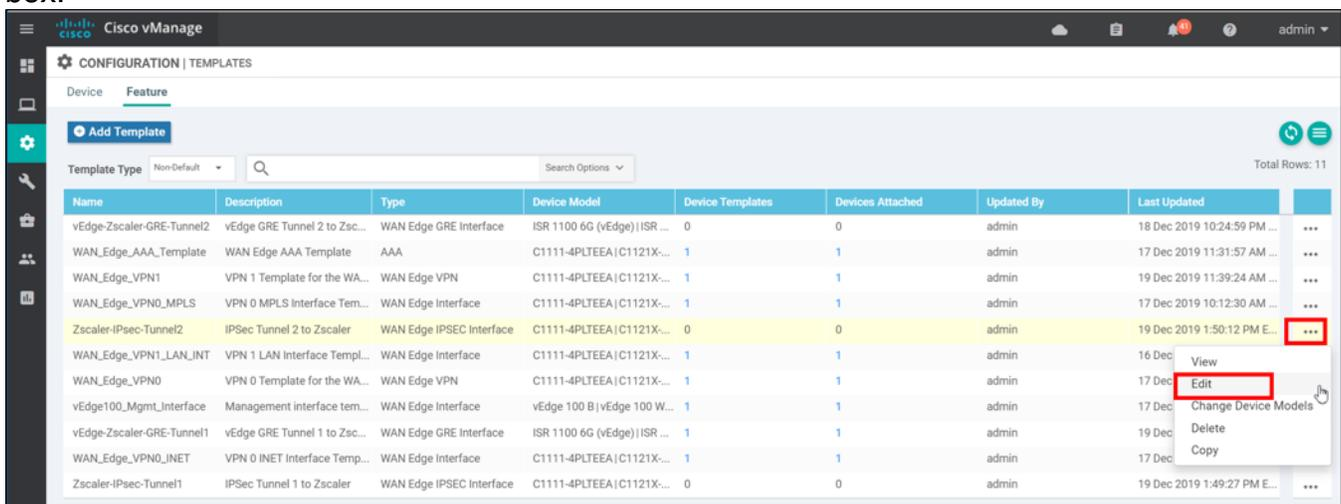 box.
cisco Cisco vManage 41 admin
CONFIGURATION | TEMPLATES
Device Feature
Add Template
Template Type Non-Default Search Options Total Rows: 11
Name Description Type Device Model Device Templates Devices Attached Updated By Last Updated
vEdge-Zscaler-GRE-Tunnel2 vEdge GRE Tunnel 2 to Zsc... WAN Edge GRE Interface ISR 1100 6G (vEdge) | ISR ... 0 0 admin 18 Dec 2019 10:24:59 PM ... ...
WAN_Edge_AAA_Template WAN Edge AAA Template AAA C1111-4PLTEEA|C1121X-... 1 1 admin 17 Dec 2019 11:31:57 AM ... ...
WAN_Edge_VPN1 VPN 1 Template for the WA... WAN Edge VPN C1111-4PLTEEA|C1121X-... 1 1 admin 19 Dec 2019 11:39:24 AM ... ...
WAN_Edge_VPN0_MPLS VPN 0 MPLS Interface Tem... WAN Edge Interface C1111-4PLTEEA|C1121X-... 1 1 admin 17 Dec 2019 10:12:30 AM ... ...
Zscaler-IPsec-Tunnel2 IPSec Tunnel 2 to Zscaler WAN Edge IPSEC Interface C1111-4PLTEEA|C1121X-... 0 0 admin 19 Dec 2019 1:50:12 PM E... ...
WAN_Edge_VPN1_LAN_INT VPN 1 LAN Interface Templ... WAN Edge Interface C1111-4PLTEEA|C1121X-... 1 1 admin 16 Dec
WAN_Edge_VPN0 VPN 0 Template for the WA... WAN Edge VPN C1111-4PLTEEA|C1121X-... 1 1 admin 17 Dec
vEdge100_Mgmt_Interface Management interface tem... WAN Edge Interface vEdge 100 B | vEdge 100 W... 1 1 admin 17 Dec
vEdge-Zscaler-GRE-Tunnel1 vEdge GRE Tunnel 1 to Zsc... WAN Edge GRE Interface ISR 1100 6G (vEdge) | ISR ... 1 1 admin 19 Dec
WAN_Edge_VPN0_INET VPN 0 INET Interface Temp... WAN Edge Interface C1111-4PLTEEA|C1121X-... 1 1 admin 17 Dec
Zscaler-IPsec-Tunnel1 IPSec Tunnel 1 to Zscaler WAN Edge IPSEC Interface C1111-4PLTEEA|C1121X-... 0 0 admin 19 Dec 2019 1:49:27 PM E... ...
View
Edit
Change Device Models
Delete
Copy